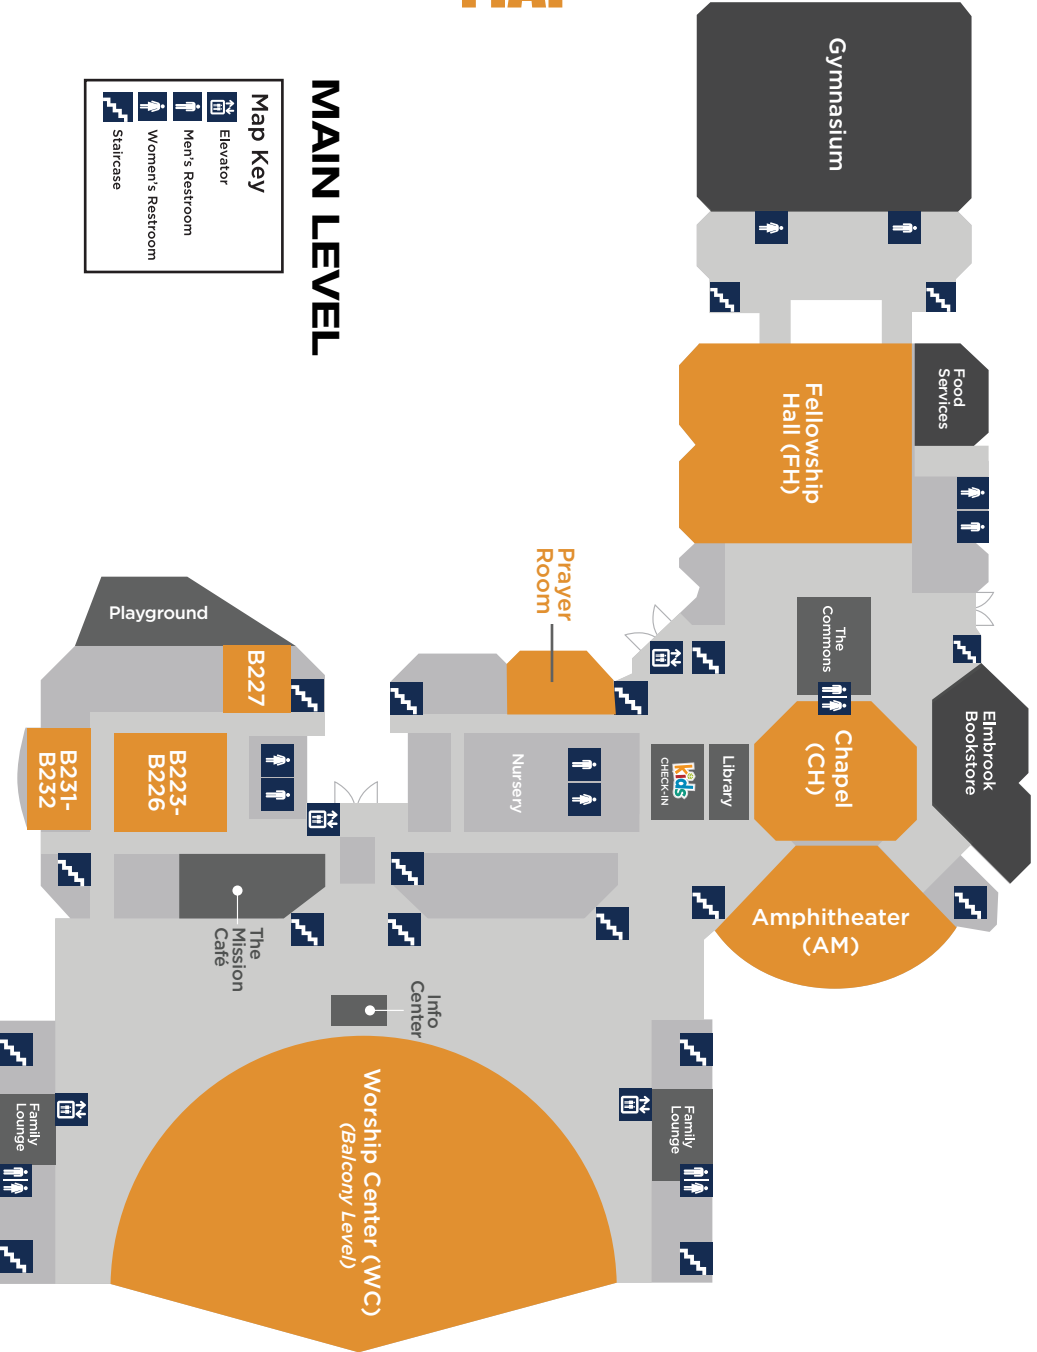 MAIN LEVEL
Map Key
Elevator
Men's Restroom
Women's Restroom
Staircase
Gymnasium
Food
Services
Fellowship
Hall (FH)
The
Commons
Elmbrook
Bookstore
Chapel
(CH)
Library
kids
CHECK-IN
Amphitheater
(AM)
Prayer
Room
Nursery
Playground
B227
B223-
B226
B231-
B232
The
Mission
Café
Info
Center
Worship Center (WC)
(Balcony Level)
Family
Lounge
Family
Lounge